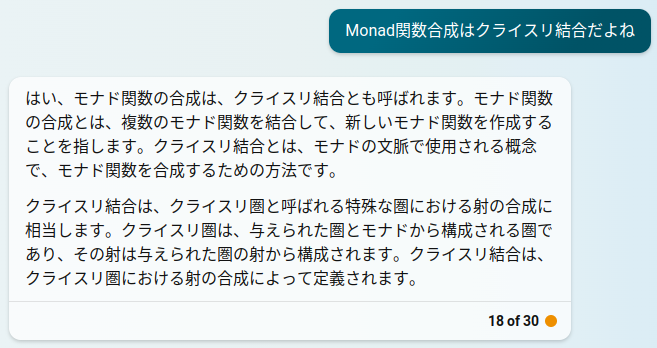 Monad関数合成はクライスリ結合だよね
はい、モナド関数の合成は、クライスリ結合とも呼ばれます。モナド関数
の合成とは、複数のモナド関数を結合して、新しいモナド関数を作成する
ことを指します。クライスリ結合とは、モナドの文脈で使用される概念
で、モナド関数を合成するための方法です。
クライスリ結合は、クライスリ圏と呼ばれる特殊な圏における射の合成に
相当します。クライスリ圏は、与えられた圏とモナドから構成される圏で
あり、その射は与えられた圏の射から構成されます。クライスリ結合は、
クライスリ圏における射の合成によって定義されます。
18 of 30